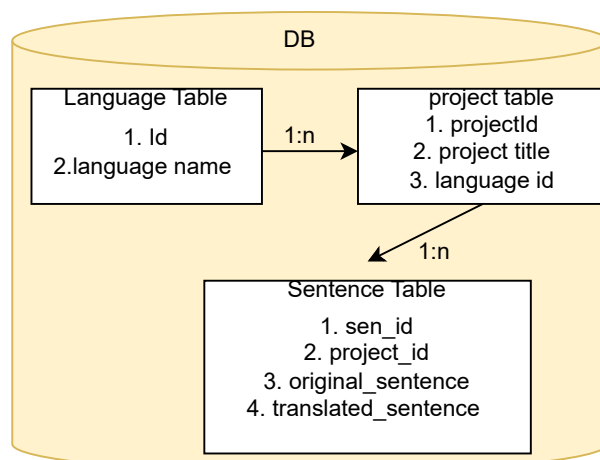 DB
Language Table
1. Id
2.language name
1:n
project table
1. projectId
2. project title
3. language id
1:n
Sentence Table
1. sen_id
2. project_id
3. original_sentence
4. translated_sentence